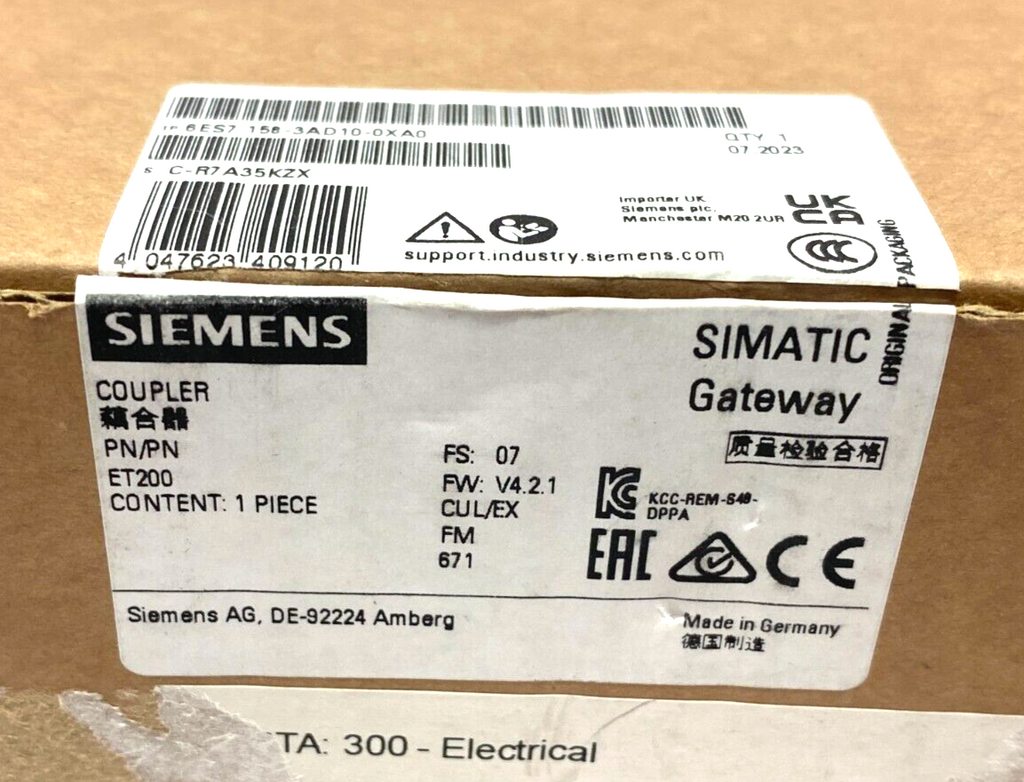 1P 6ES7 158-3AD10-0XA0
QTY 1
07 2023
S C-R7A35KZX
4 047623 409120
support.industry.siemens.com
Importer UK
Siemens plc.
Manchester M20 2UR
UK
CA
CCC
ORIGINAL PACKAGING
SIEMENS
SIMATIC
Gateway
COUPLER
藕合器
PN/PN
ET200
CONTENT: 1 PIECE
FS: 07
FW: V4.2.1
CUL/EX
FM
671
质量检验合格
KC
KCC-REM-S49-
DPPA
EAC
CE
Siemens AG, DE-92224 Amberg
Made in Germany
德国制造
TA: 300 - Electrical